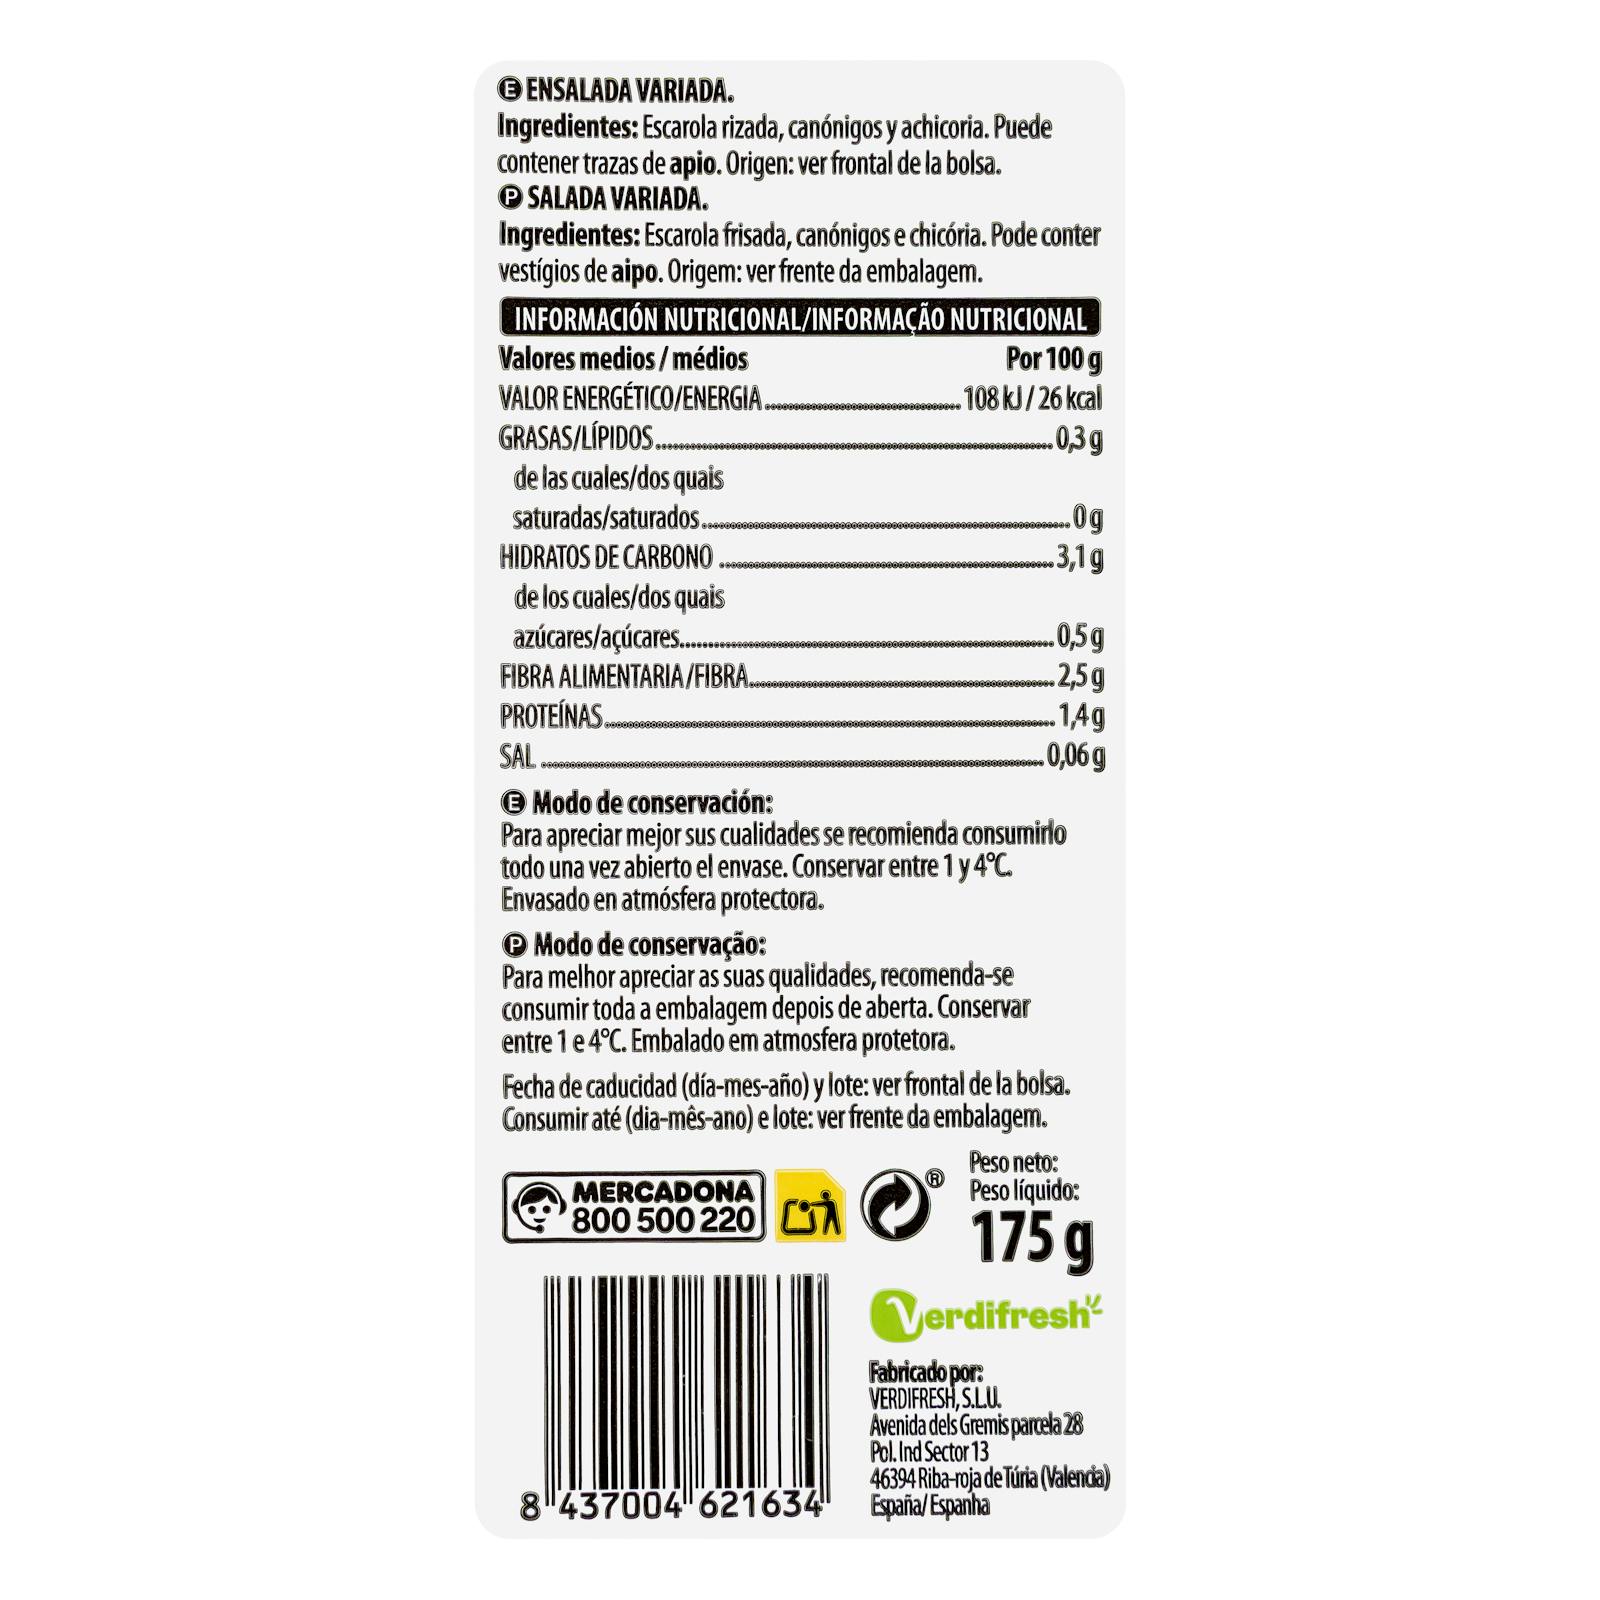 E ENSALADA VARIADA.
Ingredientes: Escarola rizada, canónigos y achicoria. Puede
contener trazas de apio. Origen: ver frontal de la bolsa.
P SALADA VARIADA.
Ingredientes: Escarola frisada, canónigos e chicória. Pode conter
vestígios de aipo. Origem: ver frente da embalagem.
INFORMACIÓN NUTRICIONAL/INFORMAÇÃO NUTRICIONAL
Valores medios / médios Por 100 g
VALOR ENERGÉTICO/ENERGIA 108 kJ / 26 kcal
GRASAS/LÍPIDOS 0,3 g
de las cuales/dos quais
saturadas/saturados 0 g
HIDRATOS DE CARBONO 3,1 g
de los cuales/dos quais
azúcares/açúcares 0,5 g
FIBRA ALIMENTARIA/FIBRA 2,5 g
PROTEÍNAS 1,4 g
SAL 0,06 g
E Modo de conservación:
Para apreciar mejor sus cualidades se recomienda consumirlo
todo una vez abierto el envase. Conservar entre 1 y 4°C.
Envasado en atmósfera protectora.
P Modo de conservação:
Para melhor apreciar as suas qualidades, recomenda-se
consumir toda a embalagem depois de aberta. Conservar
entre 1 e 4°C. Embalado em atmosfera protetora.
Fecha de caducidad (día-mes-año) y lote: ver frontal de la bolsa.
Consumir até (dia-mês-ano) e lote: ver frente da embalagem.
MERCADONA
800 500 220
®
Peso neto:
Peso líquido:
175 g
Verdifresh
Fabricado por:
VERDIFRESH, S.L.U.
Avenida dels Gremis parcela 28
Pol. Ind Sector 13
46394 Riba-roja de Túria (Valencia)
España/ Espanha
8 437004 621634